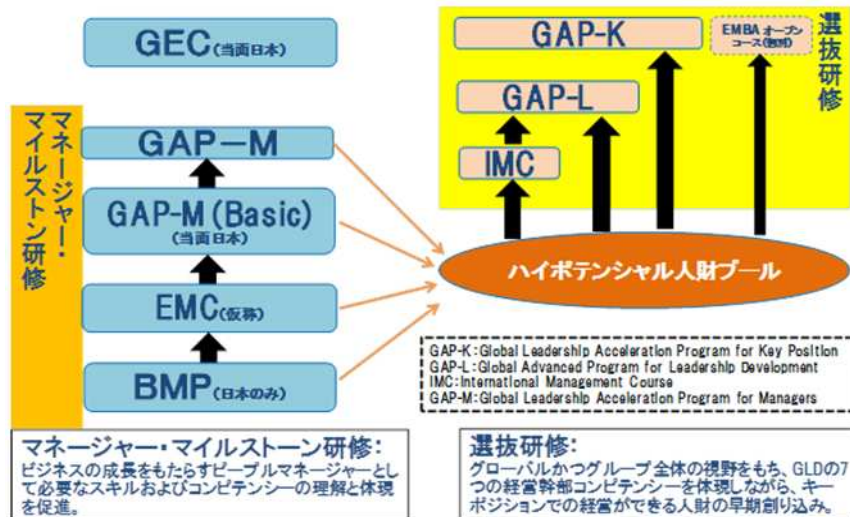 GEC(当面日本)
マネージャー・
マイルストン研修
GAP-M
GAP-M(Basic)
(当面日本)
EMC(仮称)
BMP(日本のみ)
選抜研修
GAP-K
EMBA オープン
GAP-L
IMC
ハイポテンシャル人財プール
GAP-K:Global Leadership Acceleration Program for Key Position
GAP-L:Global Advanced Program for Leadership Development
IMC:International Management Course
GAP-M:Global Leadership Acceleration Program for Managers
マネージャー・マイルストーン研修:
ビジネスの成長をもたらすピープルマネージャーとし
て必要なスキルおよびコンピテンシーの理解と体現
を促進。
選抜研修:
グローバルかつグループ全体の視野をもち、GLDの7
つの経営幹部コンピテンシーを体現しながら、キー
ポジションでの経営ができる人財の早期創り込み。